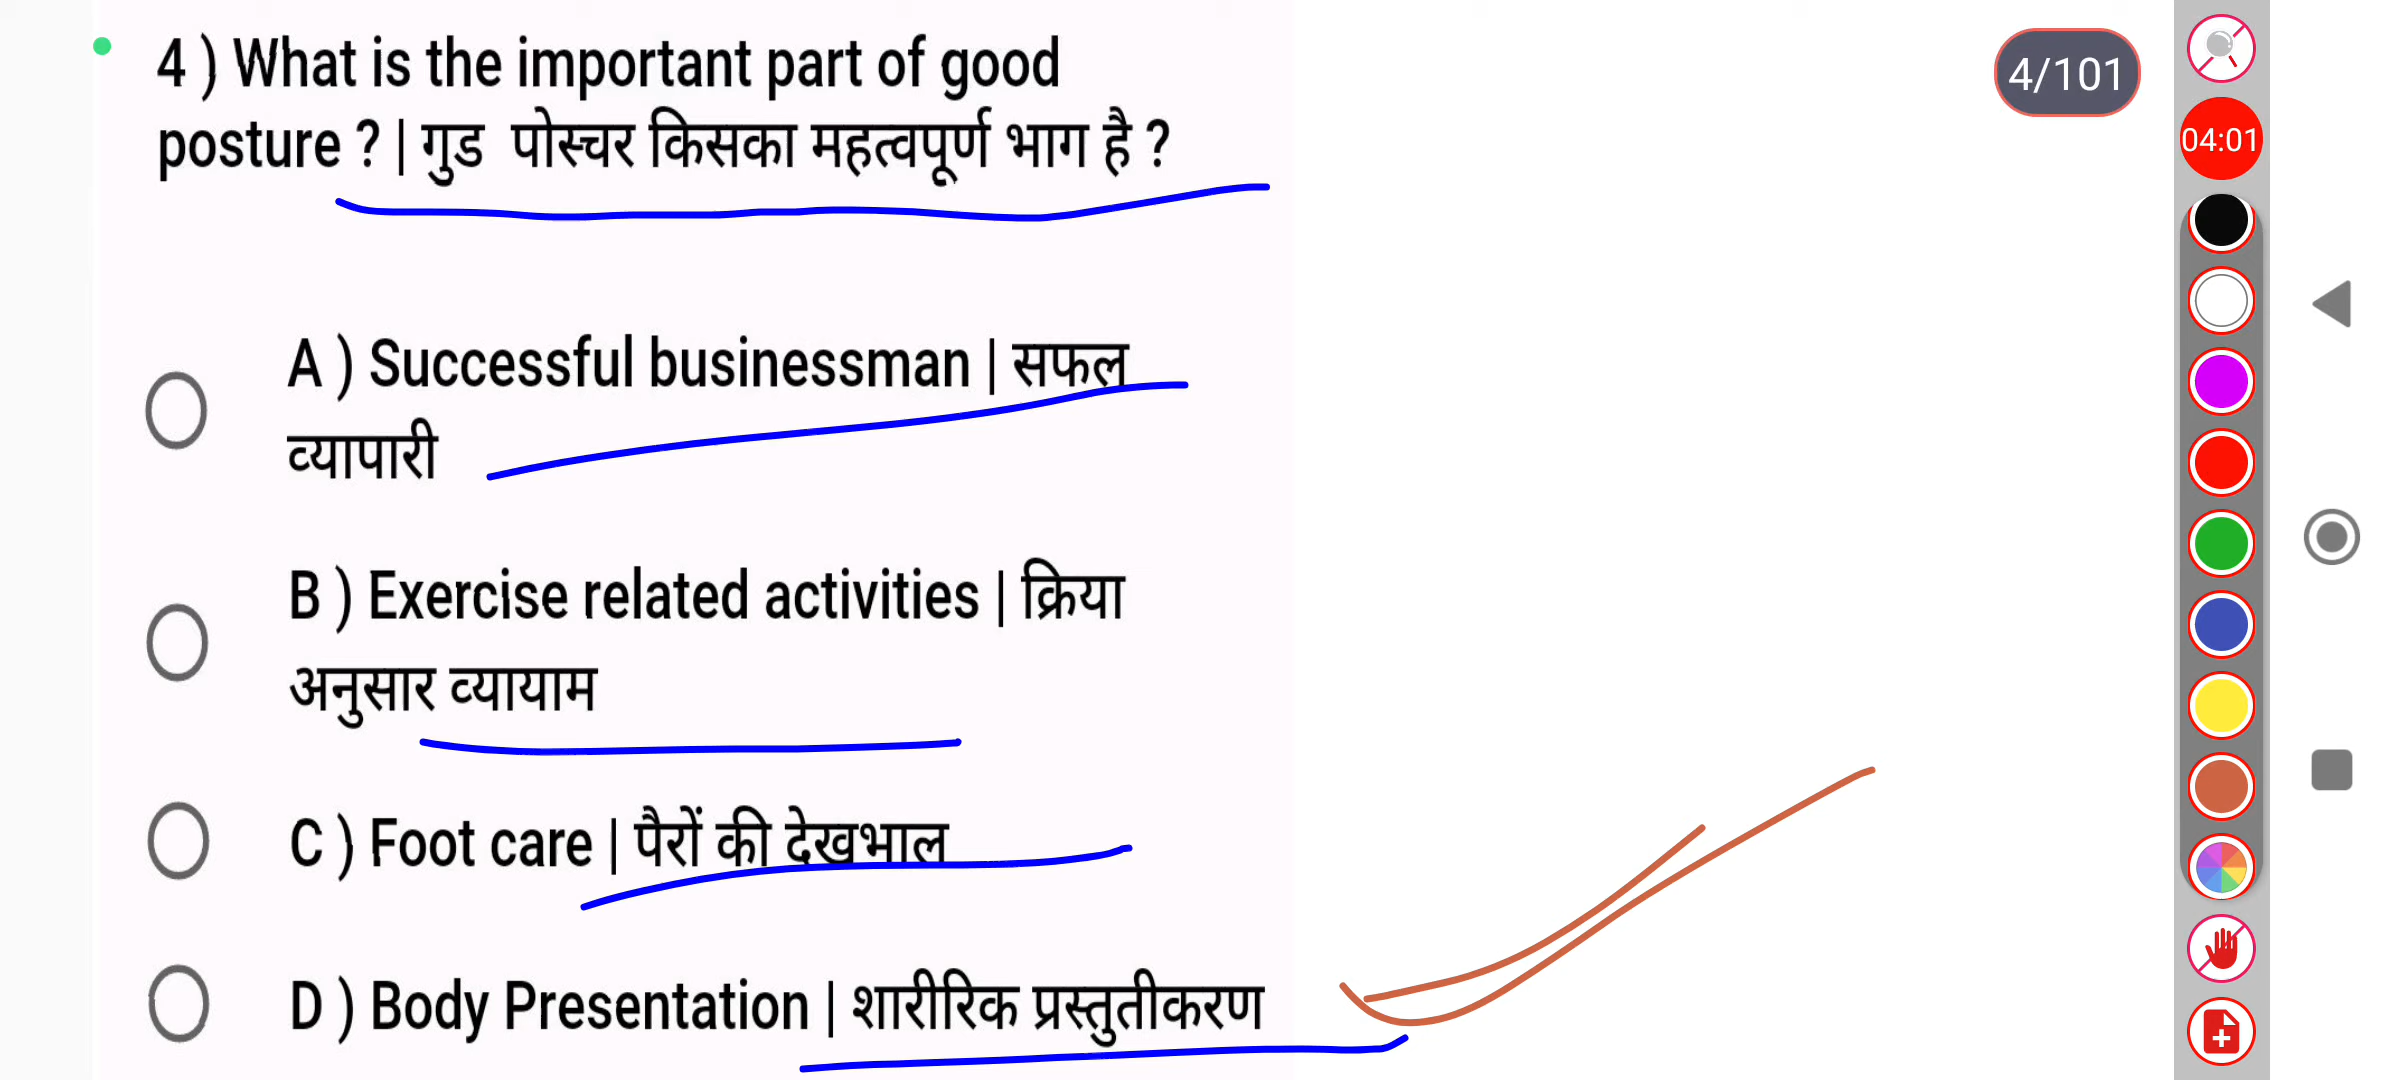 4 ) What is the important part of good
posture ? | गुड पोस्चर किसका महत्वपूर्ण भाग है ?
4/101
04:01
A ) Successful businessman | सफल
व्यापारी
B ) Exercise related activities | क्रिया
अनुसार व्यायाम
C ) Foot care | पैरों की देखभाल
D ) Body Presentation | शारीरिक प्रस्तुतीकरण